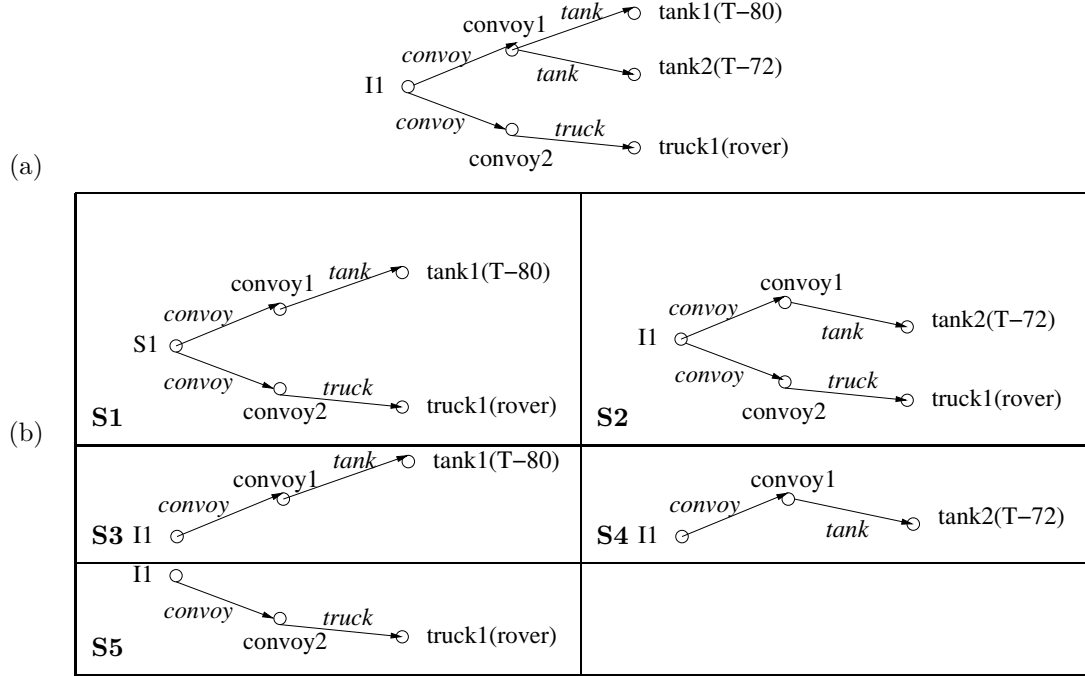 tank
tank1(T−80)
convoy1
convoy
tank
tank2(T−72)
I1
convoy
truck
truck1(rover)
convoy2
(a)
tank
tank1(T−80)
convoy1
convoy
S1
convoy
truck
convoy2
truck1(rover)
S1
convoy1
convoy
tank
tank2(T−72)
I1
convoy
truck
truck1(rover)
convoy2
S2
(b)
tank
tank1(T−80)
convoy1
convoy
S3 I1
convoy1
convoy
tank
tank2(T−72)
S4 I1
I1
convoy
truck
convoy2
truck1(rover)
S5